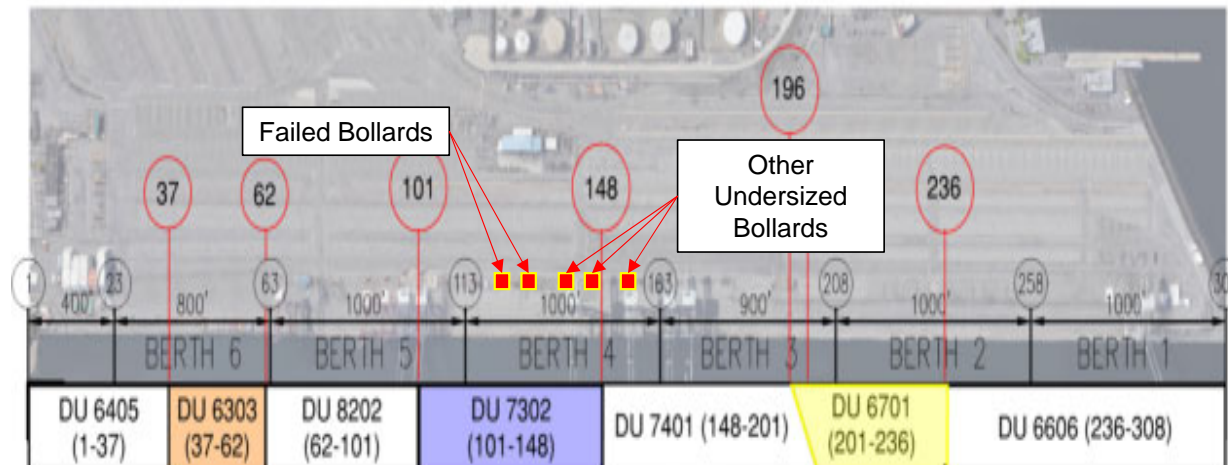 196
Failed Bollards
Other
Undersized
Bollards
37
62
101
148
236
1
23
63
113
163
208
258
400'
800'
1000'
1000'
900'
1000'
1000'
BERTH 6
BERTH 5
BERTH 4
BERTH 3
BERTH 2
BERTH 1
DU 6405
(1-37)
DU 6303
(37-62)
DU 8202
(62-101)
DU 7302
(101-148)
DU 7401 (148-201)
DU 6701
(201-236)
DU 6606 (236-308)